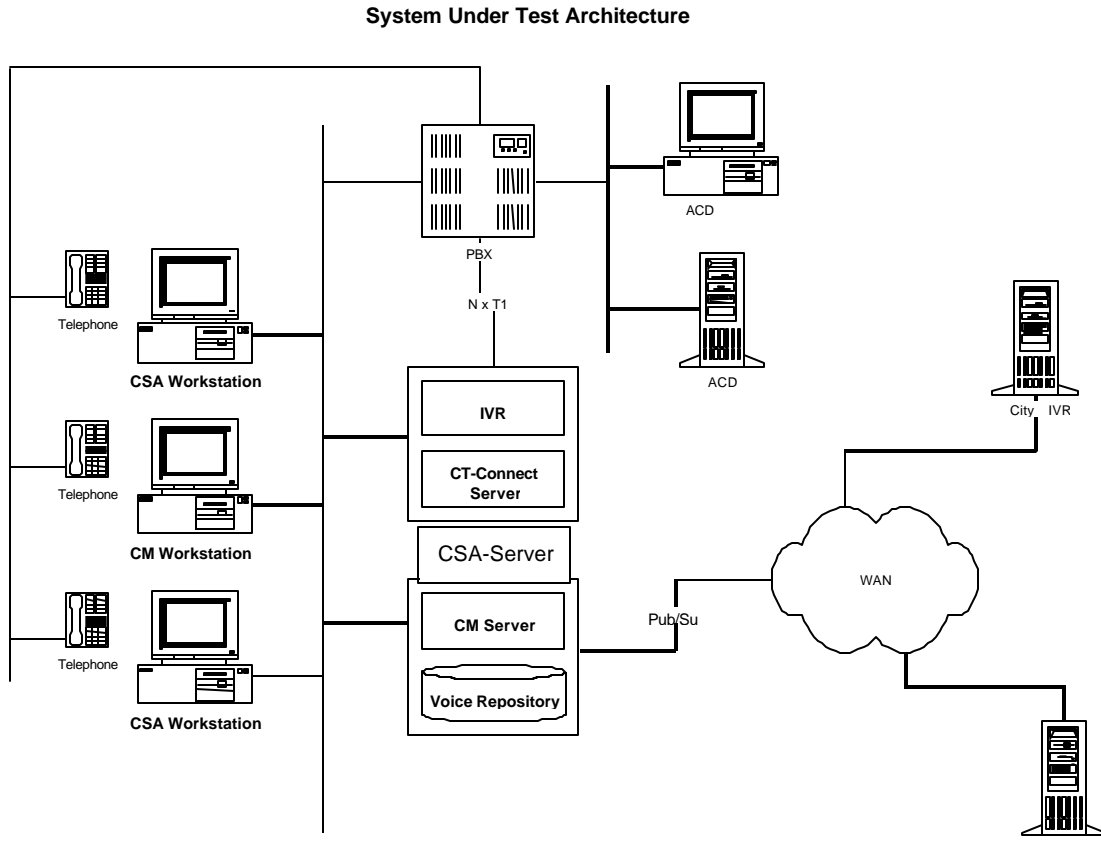 System Under Test Architecture
ACD
PBX
N x T1
Telephone
CSA Workstation
ACD
IVR
City IVR
CT-Connect
Server
Telephone
CM Workstation
CSA-Server
WAN
CM Server
Pub/Su
Telephone
Voice Repository
CSA Workstation